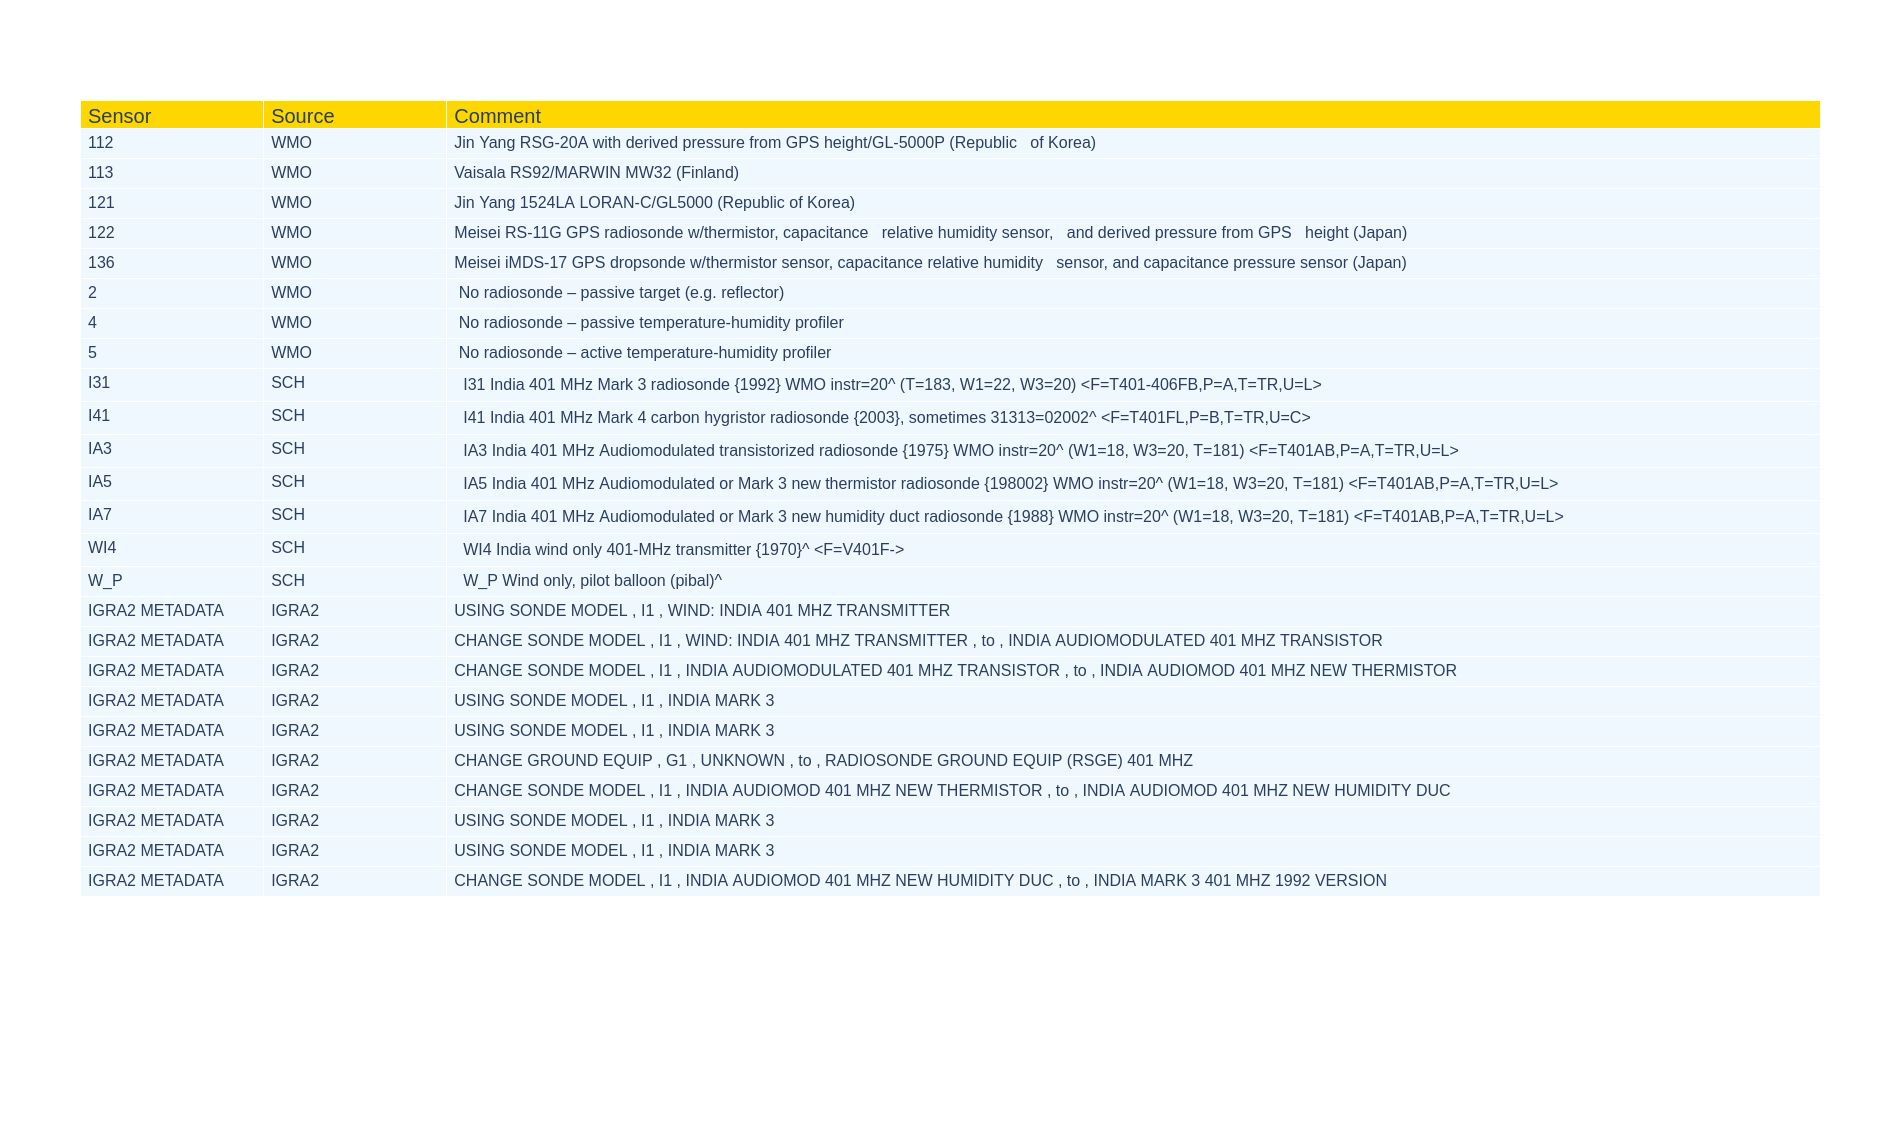 Sensor Source Comment
112 WMO Jin Yang RSG-20A with derived pressure from GPS height/GL-5000P (Republic of Korea)
113 WMO Vaisala RS92/MARWIN MW32 (Finland)
121 WMO Jin Yang 1524LA LORAN-C/GL5000 (Republic of Korea)
122 WMO Meisei RS-11G GPS radiosonde w/thermistor, capacitance relative humidity sensor, and derived pressure from GPS height (Japan)
136 WMO Meisei iMDS-17 GPS dropsonde w/thermistor sensor, capacitance relative humidity sensor, and capacitance pressure sensor (Japan)
2 WMO No radiosonde – passive target (e.g. reflector)
4 WMO No radiosonde – passive temperature-humidity profiler
5 WMO No radiosonde – active temperature-humidity profiler
I31 SCH I31 India 401 MHz Mark 3 radiosonde {1992} WMO instr=20^ (T=183, W1=22, W3=20) <F=T401-406FB,P=A,T=TR,U=L>
I41 SCH I41 India 401 MHz Mark 4 carbon hygristor radiosonde {2003}, sometimes 31313=02002^ <F=T401FL,P=B,T=TR,U=C>
IA3 SCH IA3 India 401 MHz Audiomodulated transistorized radiosonde {1975} WMO instr=20^ (W1=18, W3=20, T=181) <F=T401AB,P=A,T=TR,U=L>
IA5 SCH IA5 India 401 MHz Audiomodulated or Mark 3 new thermistor radiosonde {198002} WMO instr=20^ (W1=18, W3=20, T=181) <F=T401AB,P=A,T=TR,U=L>
IA7 SCH IA7 India 401 MHz Audiomodulated or Mark 3 new humidity duct radiosonde {1988} WMO instr=20^ (W1=18, W3=20, T=181) <F=T401AB,P=A,T=TR,U=L>
WI4 SCH WI4 India wind only 401-MHz transmitter {1970}^ <F=V401F->
W_P SCH W_P Wind only, pilot balloon (pibal)^
IGRA2 METADATA IGRA2 USING SONDE MODEL , I1 , WIND: INDIA 401 MHZ TRANSMITTER
IGRA2 METADATA IGRA2 CHANGE SONDE MODEL , I1 , WIND: INDIA 401 MHZ TRANSMITTER , to , INDIA AUDIOMODULATED 401 MHZ TRANSISTOR
IGRA2 METADATA IGRA2 CHANGE SONDE MODEL , I1 , INDIA AUDIOMODULATED 401 MHZ TRANSISTOR , to , INDIA AUDIOMOD 401 MHZ NEW THERMISTOR
IGRA2 METADATA IGRA2 USING SONDE MODEL , I1 , INDIA MARK 3
IGRA2 METADATA IGRA2 USING SONDE MODEL , I1 , INDIA MARK 3
IGRA2 METADATA IGRA2 CHANGE GROUND EQUIP , G1 , UNKNOWN , to , RADIOSONDE GROUND EQUIP (RSGE) 401 MHZ
IGRA2 METADATA IGRA2 CHANGE SONDE MODEL , I1 , INDIA AUDIOMOD 401 MHZ NEW THERMISTOR , to , INDIA AUDIOMOD 401 MHZ NEW HUMIDITY DUC
IGRA2 METADATA IGRA2 USING SONDE MODEL , I1 , INDIA MARK 3
IGRA2 METADATA IGRA2 USING SONDE MODEL , I1 , INDIA MARK 3
IGRA2 METADATA IGRA2 CHANGE SONDE MODEL , I1 , INDIA AUDIOMOD 401 MHZ NEW HUMIDITY DUC , to , INDIA MARK 3 401 MHZ 1992 VERSION